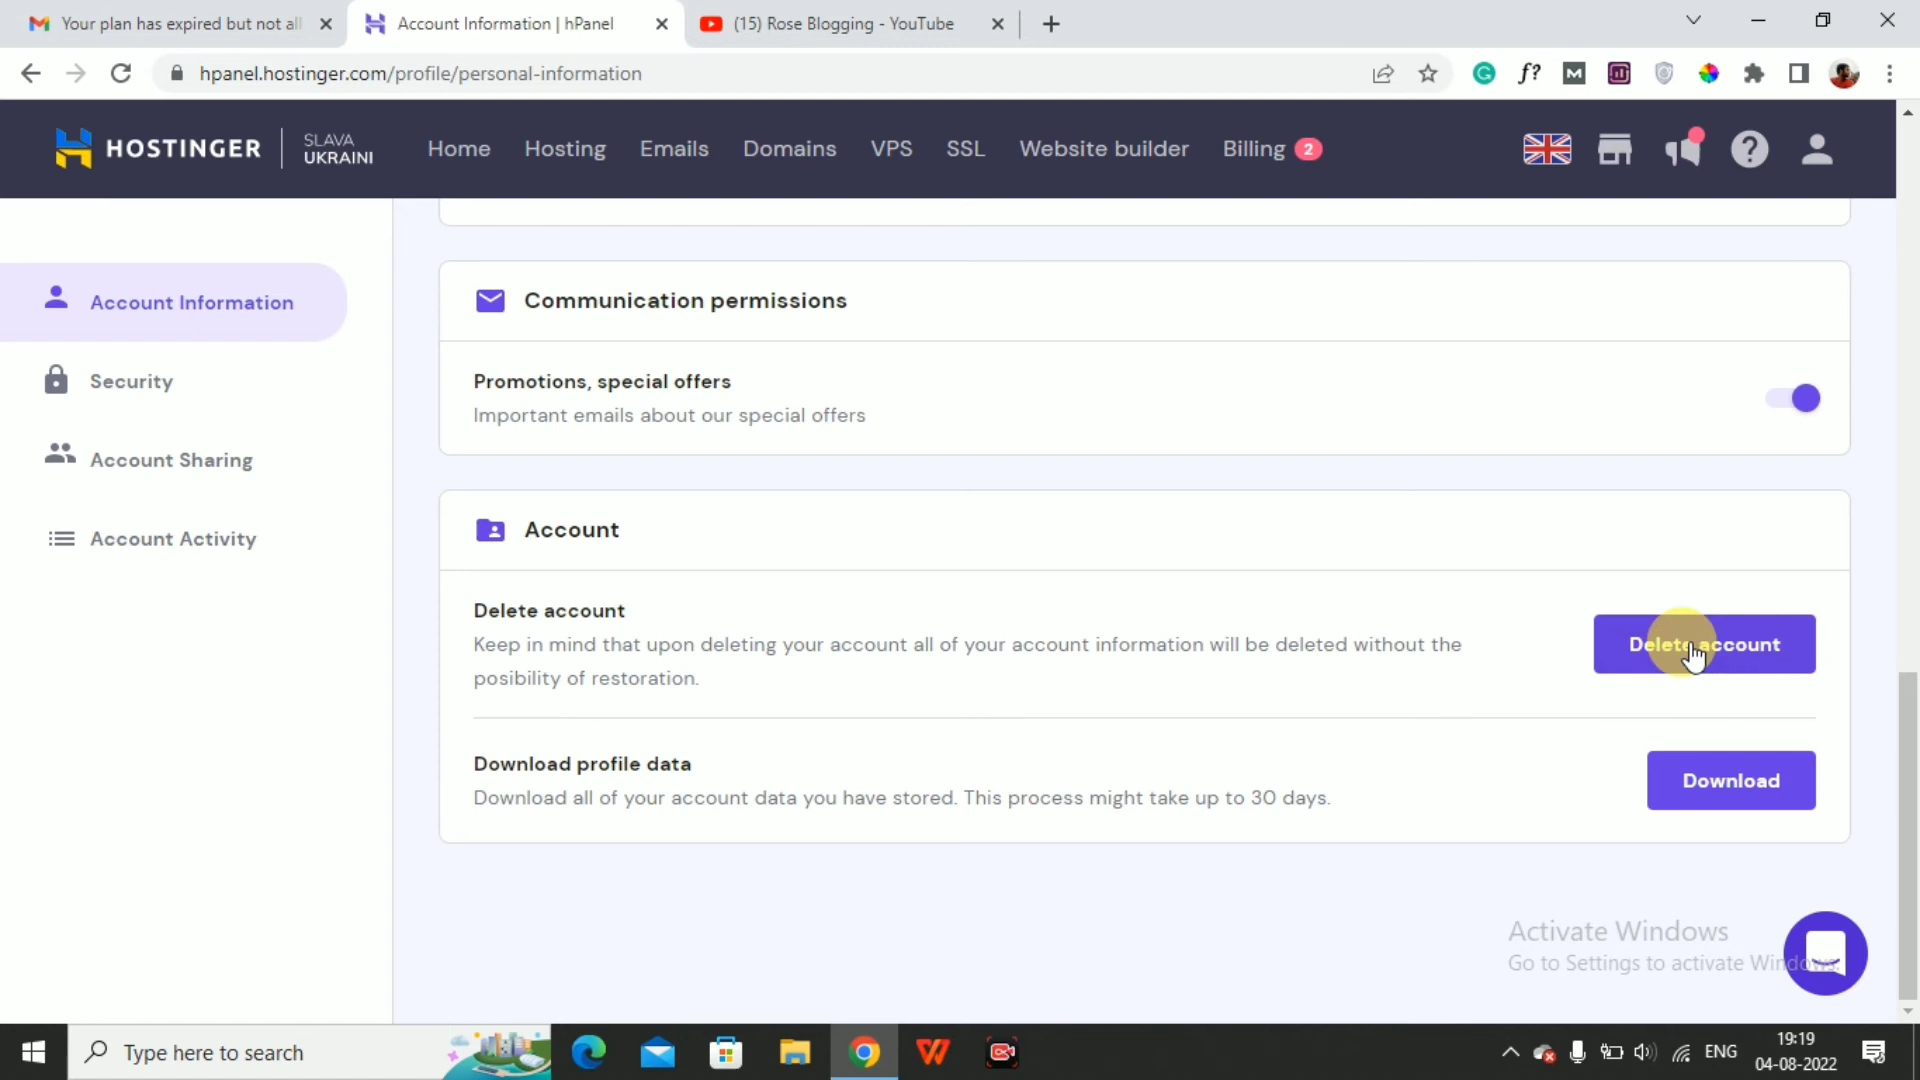 Your plan has expired but not all
Account Information | hPanel
(15) Rose Blogging - YouTube
hpanel.hostinger.com/profile/personal-information
HOSTINGER
SLAVA
UKRAINI
Home
Hosting
Emails
Domains
VPS
SSL
Website builder
Billing 2
Account Information
Security
Account Sharing
Account Activity
Communication permissions
Promotions, special offers
Important emails about our special offers
Account
Delete account
Keep in mind that upon deleting your account all of your account information will be deleted without the
posibility of restoration.
Delete account
Download profile data
Download all of your account data you have stored. This process might take up to 30 days.
Download
Activate Windows
Go to Settings to activate Windows.
Type here to search
ENG
19:19
04-08-2022